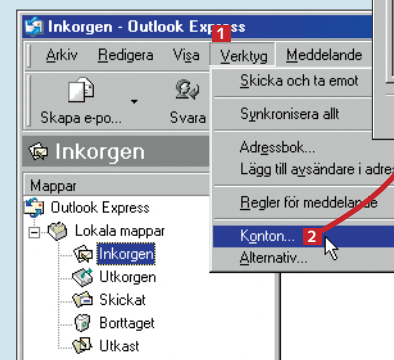 Inkorgen - Outlook Express
1
Arkiv Redigera Visa Verktyg Meddelande
Skapa e-po... Svara
Skicka och ta emot
Synkronisera allt
Adressbok...
Lägg till avsändare i adre
Regler för meddelande
Konton... 2
Alternativ...
Inkorgen
Mappar
Outlook Express
Lokala mappar
Inkorgen
Utkorgen
Skickat
Borttaget
Utkast